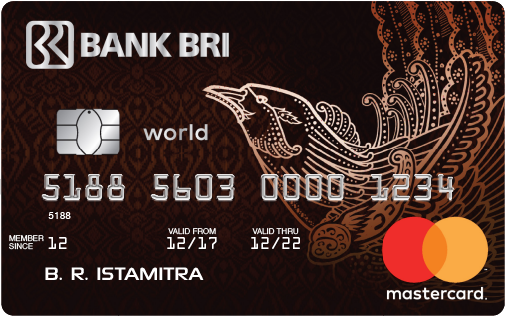 BANK BRI
world
5188 5603 0000 1234
5188
MEMBER SINCE 12 VALID FROM 12/17 VALID THRU 12/22
B. R. ISTAMITRA
mastercard.